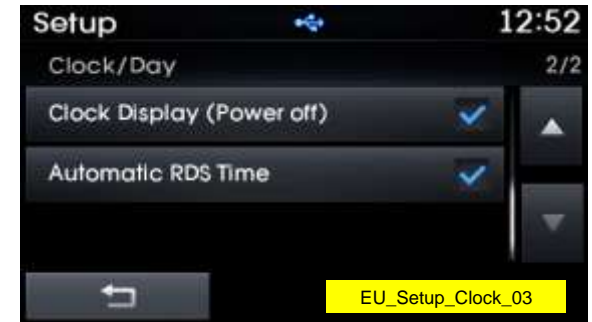 Setup 12:52
Clock/Day 2/2
Clock Display (Power off)
Automatic RDS Time
EU_Setup_Clock_03